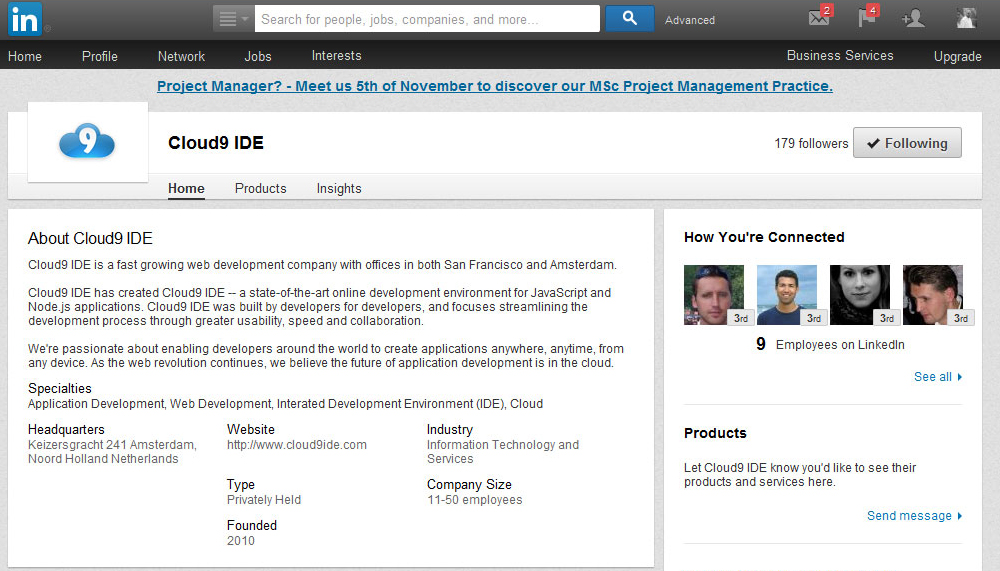 in
Search for people, jobs, companies, and more...
Advanced
2
4
Home Profile Network Jobs Interests Business Services Upgrade
Project Manager? - Meet us 5th of November to discover our MSc Project Management Practice.
9
Cloud9 IDE
179 followers
Following
Home Products Insights
About Cloud9 IDE
Cloud9 IDE is a fast growing web development company with offices in both San Francisco and Amsterdam.
Cloud9 IDE has created Cloud9 IDE -- a state-of-the-art online development environment for JavaScript and
Node.js applications. Cloud9 IDE was built by developers for developers, and focuses streamlining the
development process through greater usability, speed and collaboration.
We're passionate about enabling developers around the world to create applications anywhere, anytime, from
any device. As the web revolution continues, we believe the future of application development is in the cloud.
Specialties
Application Development, Web Development, Interated Development Environment (IDE), Cloud
Headquarters
Keizersgracht 241 Amsterdam,
Noord Holland Netherlands
Website
http://www.cloud9ide.com
Industry
Information Technology and
Services
Type
Privately Held
Company Size
11-50 employees
Founded
2010
How You're Connected
3rd 3rd 3rd 3rd
9 Employees on LinkedIn
See all
Products
Let Cloud9 IDE know you'd like to see their
products and services here.
Send message